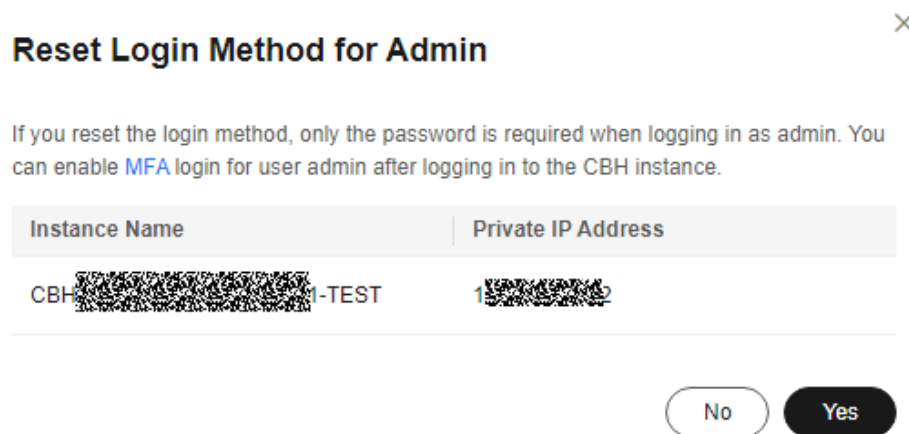 Reset Login Method for Admin
If you reset the login method, only the password is required when logging in as admin. You
can enable MFA login for user admin after logging in to the CBH instance.
Instance Name Private IP Address
CBH 1-TEST 1 2
No Yes